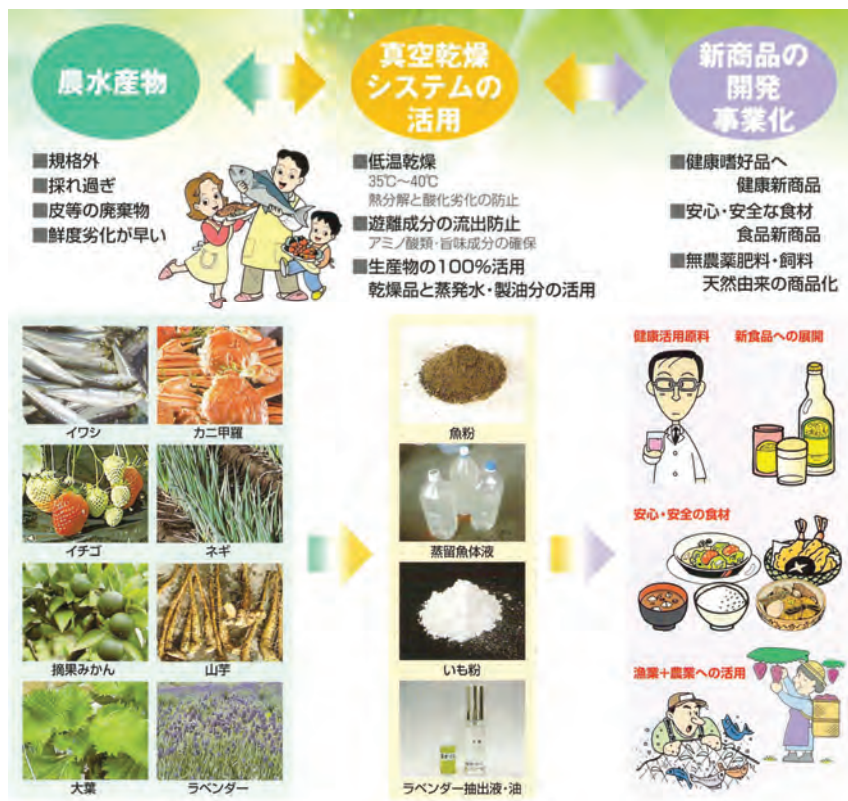 農水産物
■規格外
■採れ過ぎ
■皮等の廃棄物
■鮮度劣化が早い
真空乾燥
システムの
活用
■低温乾燥
35℃～40℃
熱分解と酸化劣化の防止
■遊離成分の流出防止
アミノ酸類・旨味成分の確保
■生産物の100％活用
乾燥品と蒸発水・製油分の活用
新商品の
開発
事業化
■健康嗜好品へ
健康新商品
■安心・安全な食材
食品新商品
■無農薬肥料・飼料
天然由来の商品化
イワシ
カニ甲羅
イチゴ
ネギ
摘果みかん
山芋
大葉
ラベンダー
魚粉
蒸留魚体液
いも粉
ラベンダー抽出液・油
健康活用原料
新食品への展開
安心・安全の食材
漁業＋農業への活用